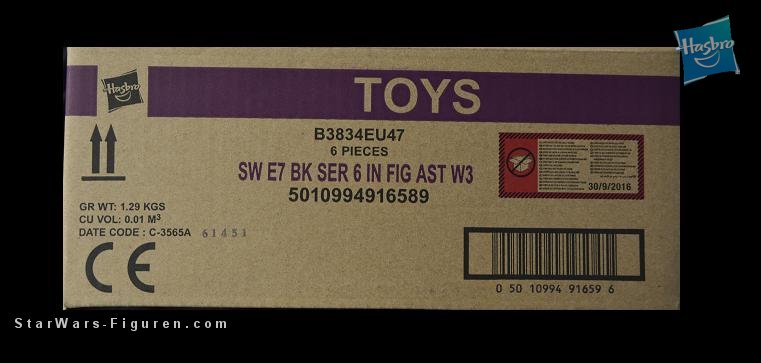 Hasbro
Hasbro
TOYS
B3834EU47
6 PIECES
SW E7 BK SER 6 IN FIG AST W3
5010994916589
30/9/2016
GR WT: 1.29 KGS
CU VOL: 0.01 M³
DATE CODE : C-3565A 61451
CE
0 50 10994 91659 6
StarWars-Figuren.com